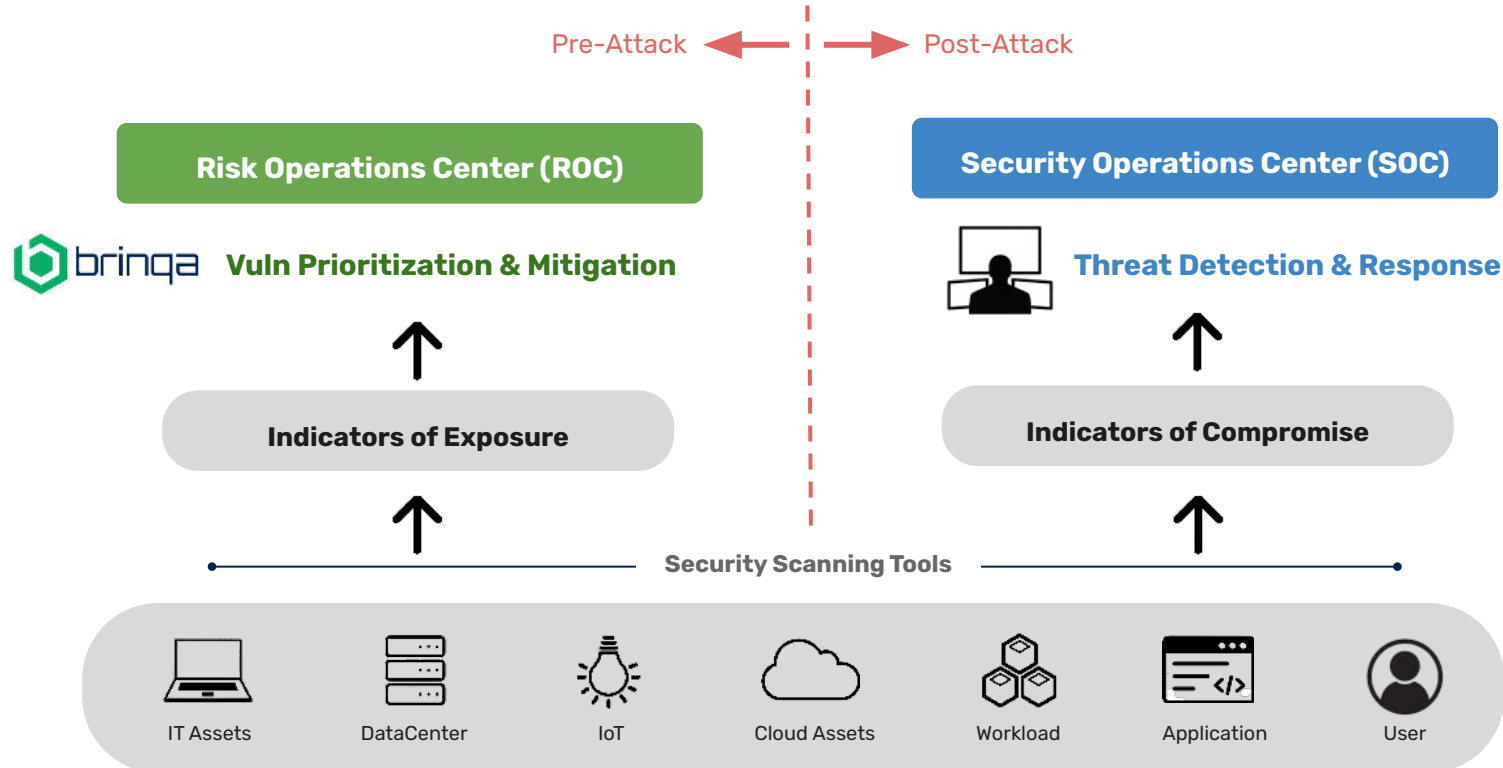 Pre-Attack
Post-Attack
Risk Operations Center (ROC)
Security Operations Center (SOC)
brinqa
Vuln Prioritization & Mitigation
Threat Detection & Response
Indicators of Exposure
Indicators of Compromise
Security Scanning Tools
</>
IT Assets
DataCenter
IoT
Cloud Assets
Workload
Application
User